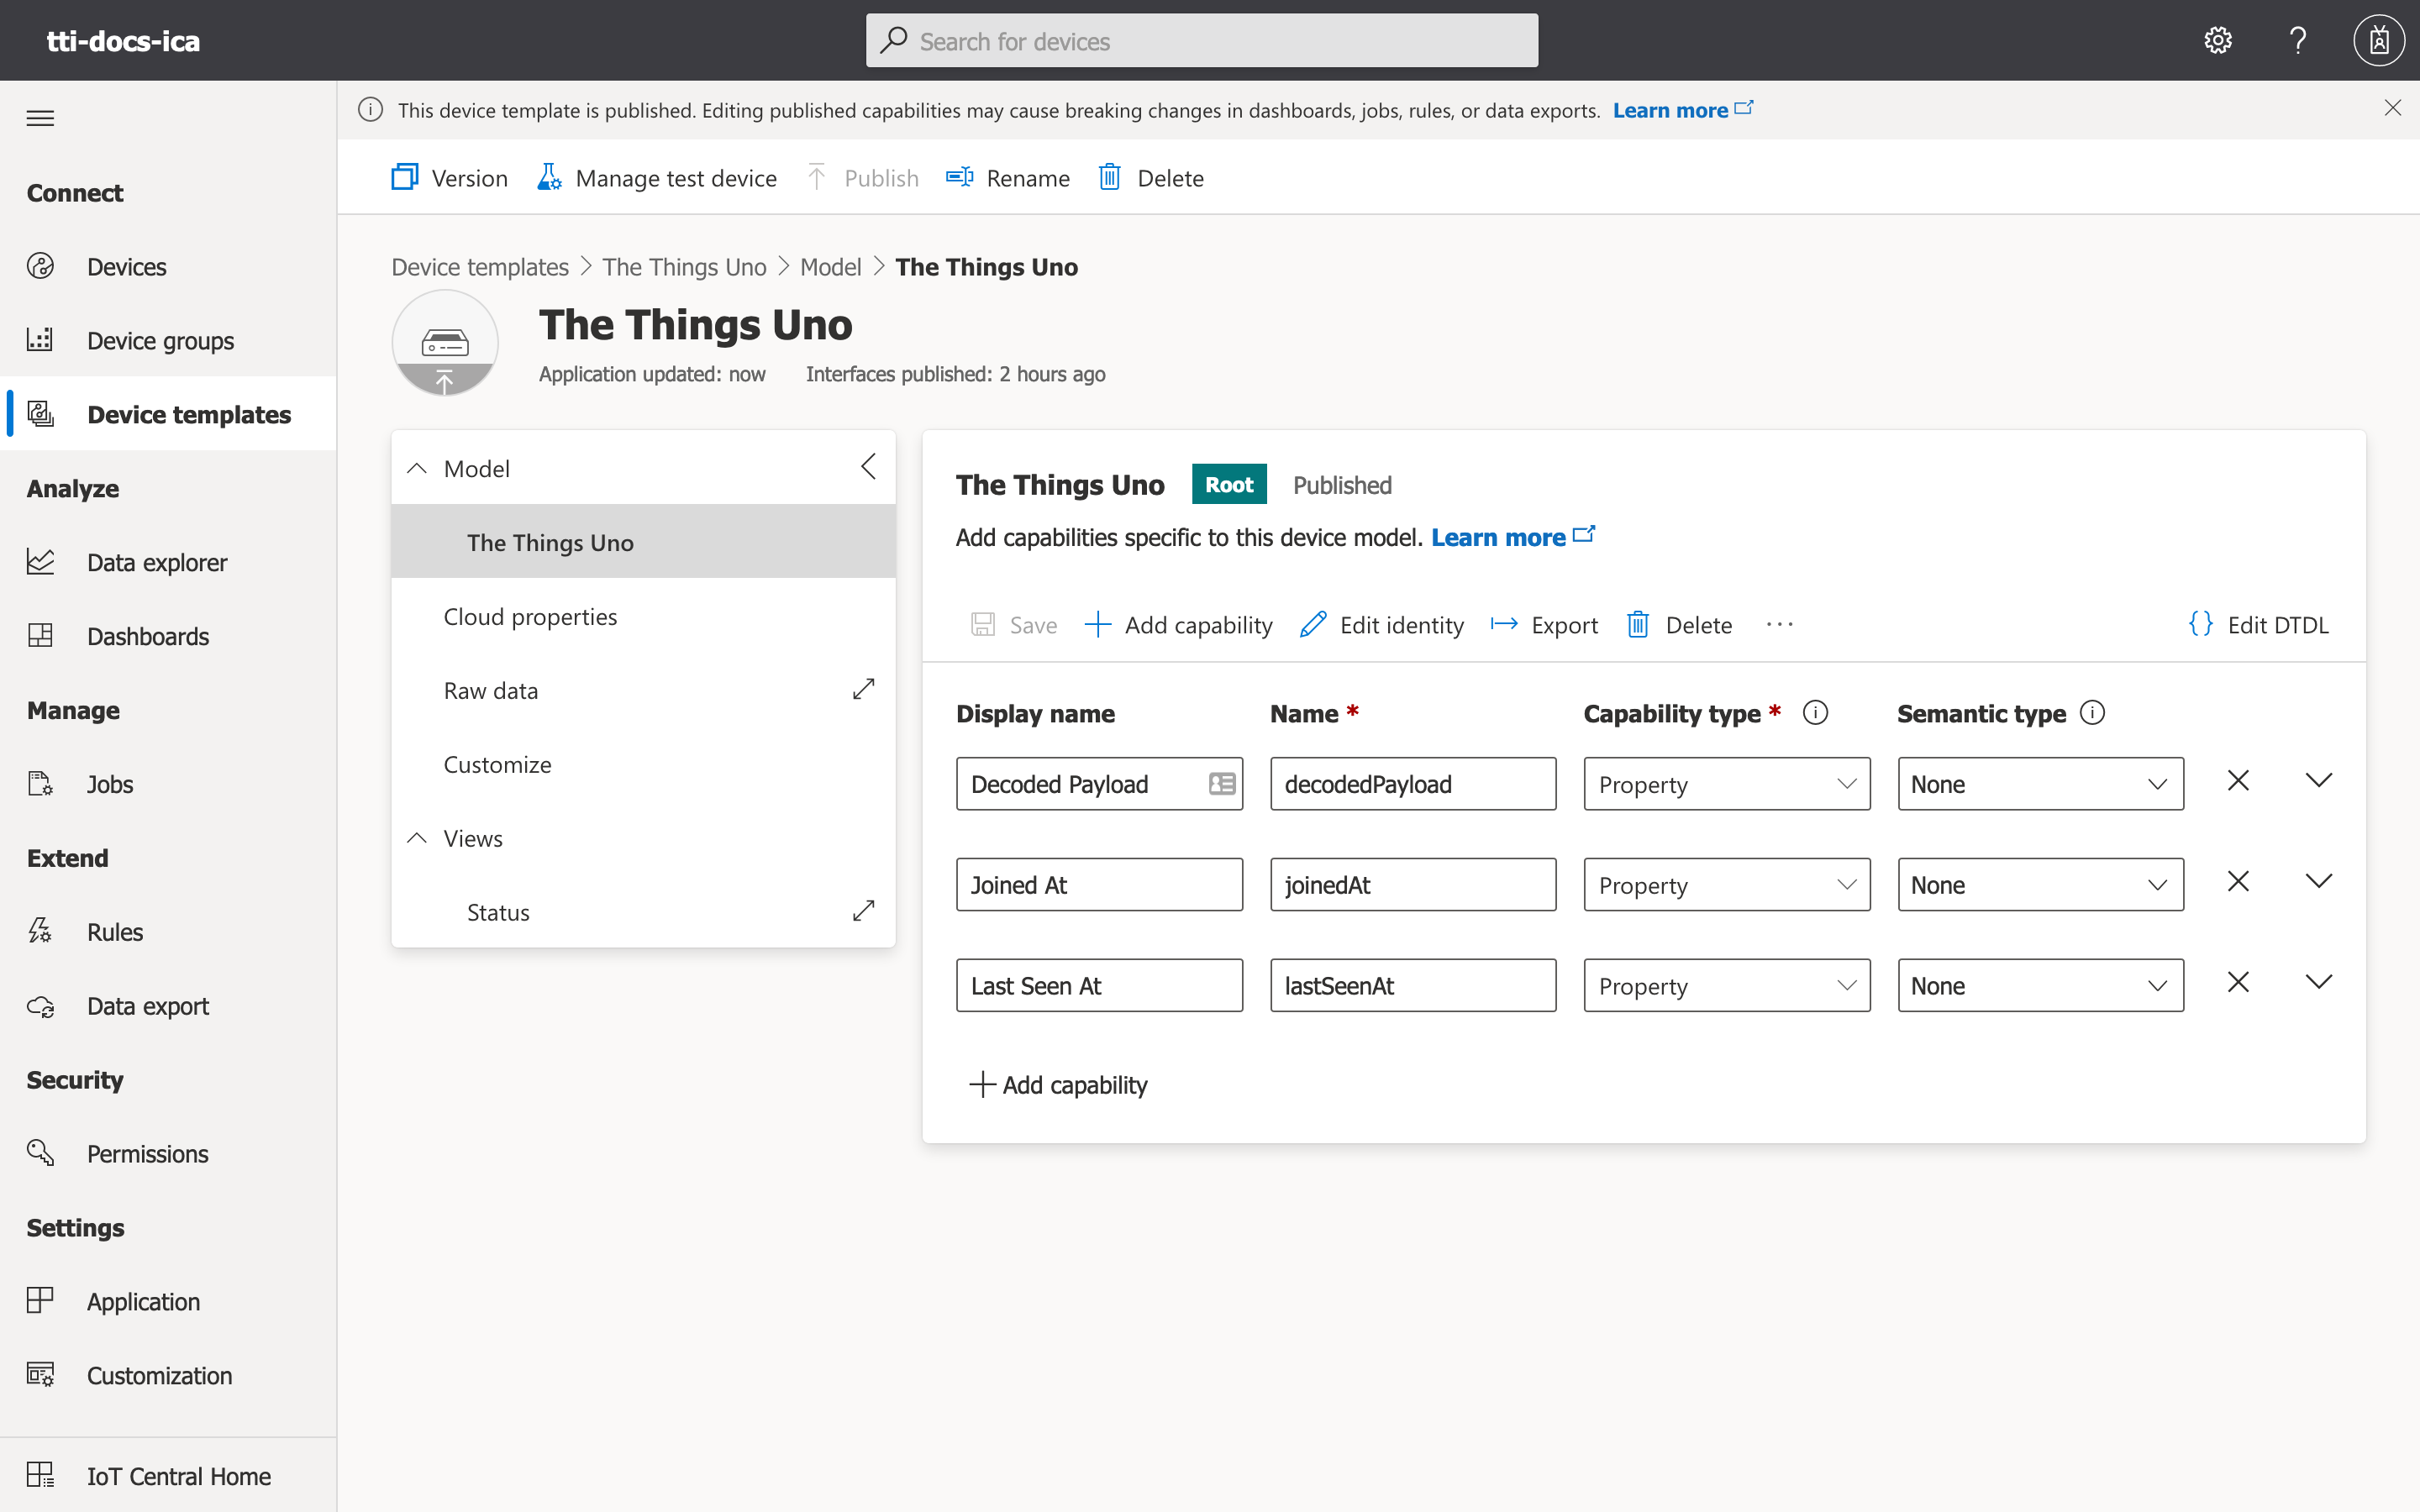 tti-docs-ica
Search for devices
This device template is published. Editing published capabilities may cause breaking changes in dashboards, jobs, rules, or data exports. Learn more
Version Manage test device Publish Rename Delete
Connect
Devices
Device groups
Device templates
Analyze
Data explorer
Dashboards
Manage
Jobs
Extend
Rules
Data export
Security
Permissions
Settings
Application
Customization
IoT Central Home
Device templates The Things Uno Model The Things Uno
The Things Uno
Application updated: now Interfaces published: 2 hours ago
Model
The Things Uno
Cloud properties
Raw data
Customize
Views
Status
The Things Uno Root Published
Add capabilities specific to this device model. Learn more
Save Add capability Edit identity Export Delete ··· {} Edit DTDL
Display name Name * Capability type * Semantic type
Decoded Payload decodedPayload Property None
Joined At joinedAt Property None
Last Seen At lastSeenAt Property None
Add capability